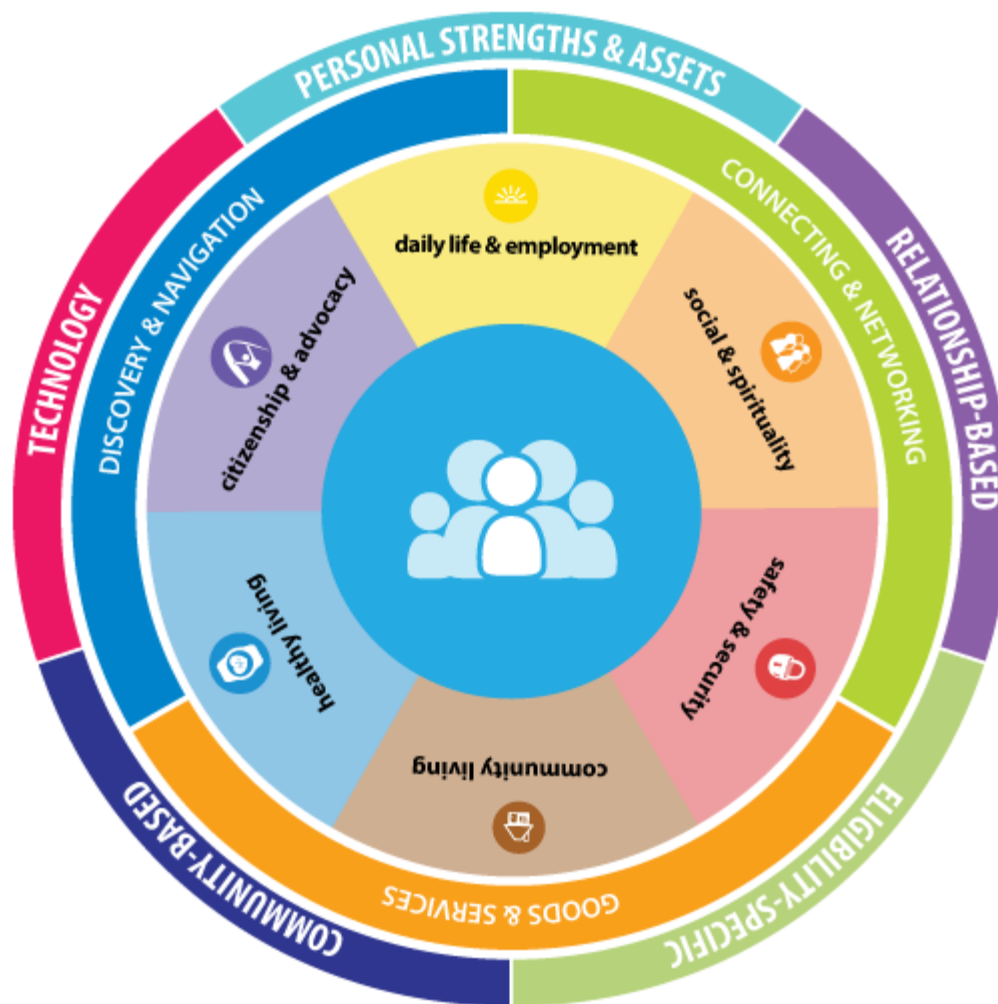 PERSONAL STRENGTHS & ASSETS
RELATIONSHIP-BASED
ELIGIBILITY-SPECIFIC
COMMUNITY-BASED
TECHNOLOGY
DISCOVERY & NAVIGATION
CONNECTING & NETWORKING
GOODS & SERVICES
daily life & employment
social & spirituality
safety & security
community living
healthy living
citizenship & advocacy